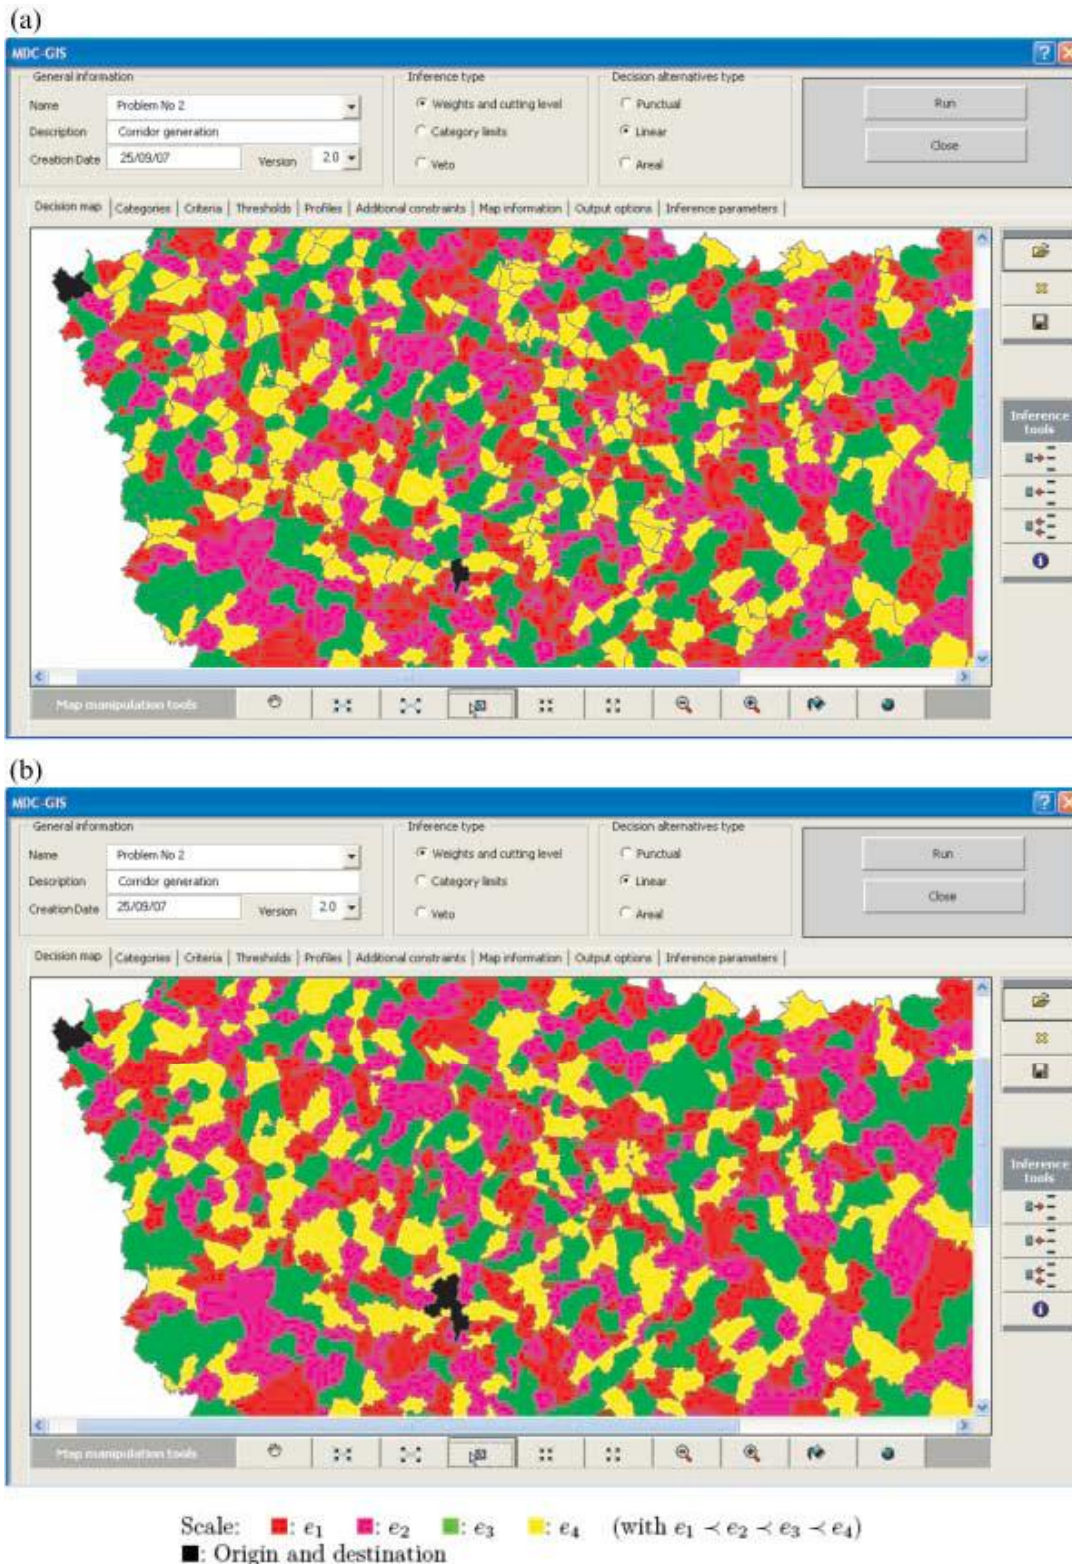 (a)
MDC-GIS
General information
Inference type
Decision alternatives type
Name Problem No 2
Weights and cutting level
Punctual
Run
Description Corridor generation
Category limits
Linear
Close
Creation Date 25/09/07 Version 2.0
Veto
Areal
Decision map | Categories | Criteria | Thresholds | Profiles | Additional constraints | Map information | Output options | Inference parameters |
Inference
tools
Map manipulation tools
(b)
MDC-GIS
General information
Inference type
Decision alternatives type
Name Problem No 2
Weights and cutting level
Punctual
Run
Description Corridor generation
Category limits
Linear
Close
Creation Date 25/09/07 Version 2.0
Veto
Areal
Decision map | Categories | Criteria | Thresholds | Profiles | Additional constraints | Map information | Output options | Inference parameters |
Inference
tools
Map manipulation tools
Scale: ■: e₁ ■: e₂ ■: e₃ ■: e₄ (with e₁ ≺ e₂ ≺ e₃ ≺ e₄)
■: Origin and destination